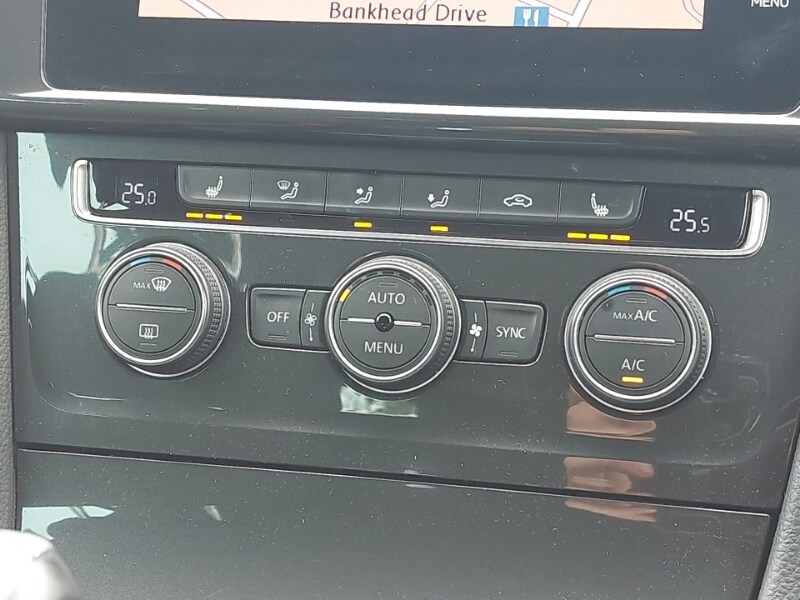 Bankhead Drive
MENU
25.0
25.5
MAX
OFF
AUTO
MENU
SYNC
MAX A/C
A/C